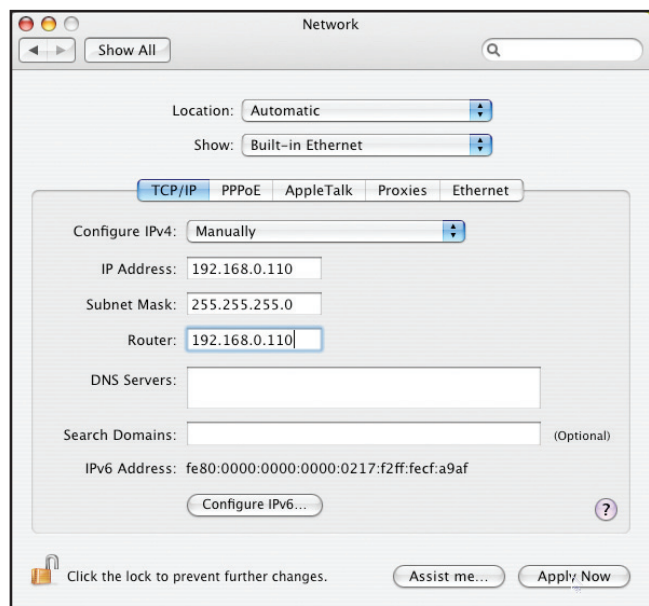 Network
Show All
Location: Automatic
Show: Built-in Ethernet
TCP/IP PPPoE AppleTalk Proxies Ethernet
Configure IPv4: Manually
IP Address: 192.168.0.110
Subnet Mask: 255.255.255.0
Router: 192.168.0.110
DNS Servers:
Search Domains: (Optional)
IPv6 Address: fe80:0000:0000:0000:0217:f2ff:fecf:a9af
Configure IPv6...
?
Click the lock to prevent further changes. Assist me... Apply Now